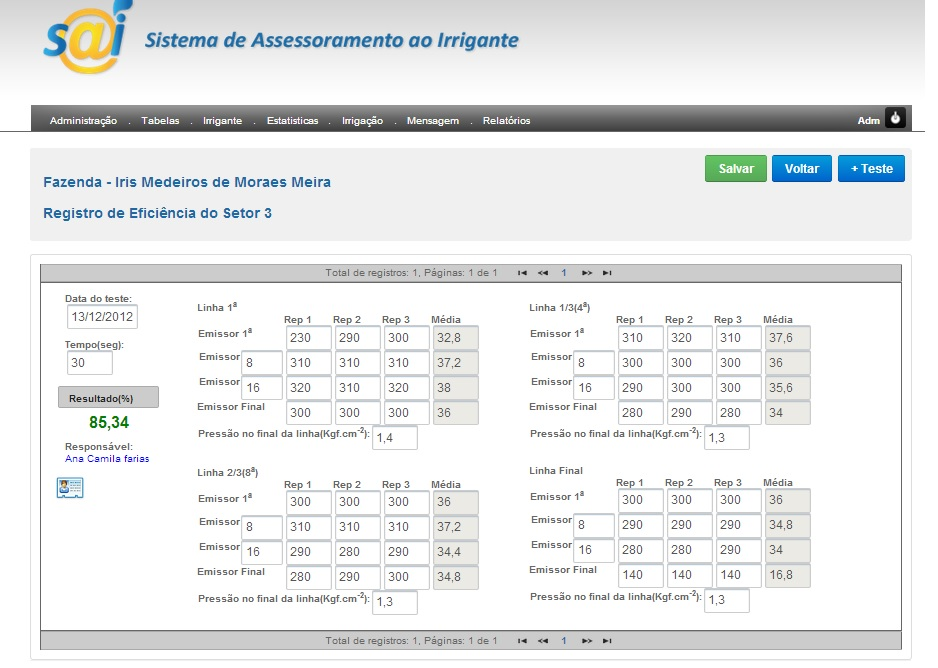 s@i Sistema de Assessoramento ao Irrigante
Administração . Tabelas . Irrigante . Estatisticas . Irrigação . Mensagem . Relatórios Adm
Salvar Voltar + Teste
Fazenda - Iris Medeiros de Moraes Meira
Registro de Eficiência do Setor 3
Total de registros: 1, Páginas: 1 de 1 1
Data do teste:
13/12/2012
Tempo(seg):
30
Resultado(%)
85,34
Responsável:
Ana Camila farias
Linha 1ª
Rep 1 Rep 2 Rep 3 Média
Emissor 1ª 230 290 300 32,8
Emissor 8 310 310 310 37,2
Emissor 16 320 310 320 38
Emissor Final 300 300 300 36
Pressão no final da linha(Kgf.cm-2): 1,4
Linha 1/3(4ª)
Rep 1 Rep 2 Rep 3 Média
Emissor 1ª 310 320 310 37,6
Emissor 8 300 300 300 36
Emissor 16 290 300 300 35,6
Emissor Final 280 290 280 34
Pressão no final da linha(Kgf.cm-2): 1,3
Linha 2/3(8ª)
Rep 1 Rep 2 Rep 3 Média
Emissor 1ª 300 300 300 36
Emissor 8 310 310 310 37,2
Emissor 16 290 280 290 34,4
Emissor Final 280 290 300 34,8
Pressão no final da linha(Kgf.cm-2): 1,3
Linha Final
Rep 1 Rep 2 Rep 3 Média
Emissor 1ª 300 300 300 36
Emissor 8 290 290 290 34,8
Emissor 16 280 280 290 34
Emissor Final 140 140 140 16,8
Pressão no final da linha(Kgf.cm-2): 1,3
Total de registros: 1, Páginas: 1 de 1 1